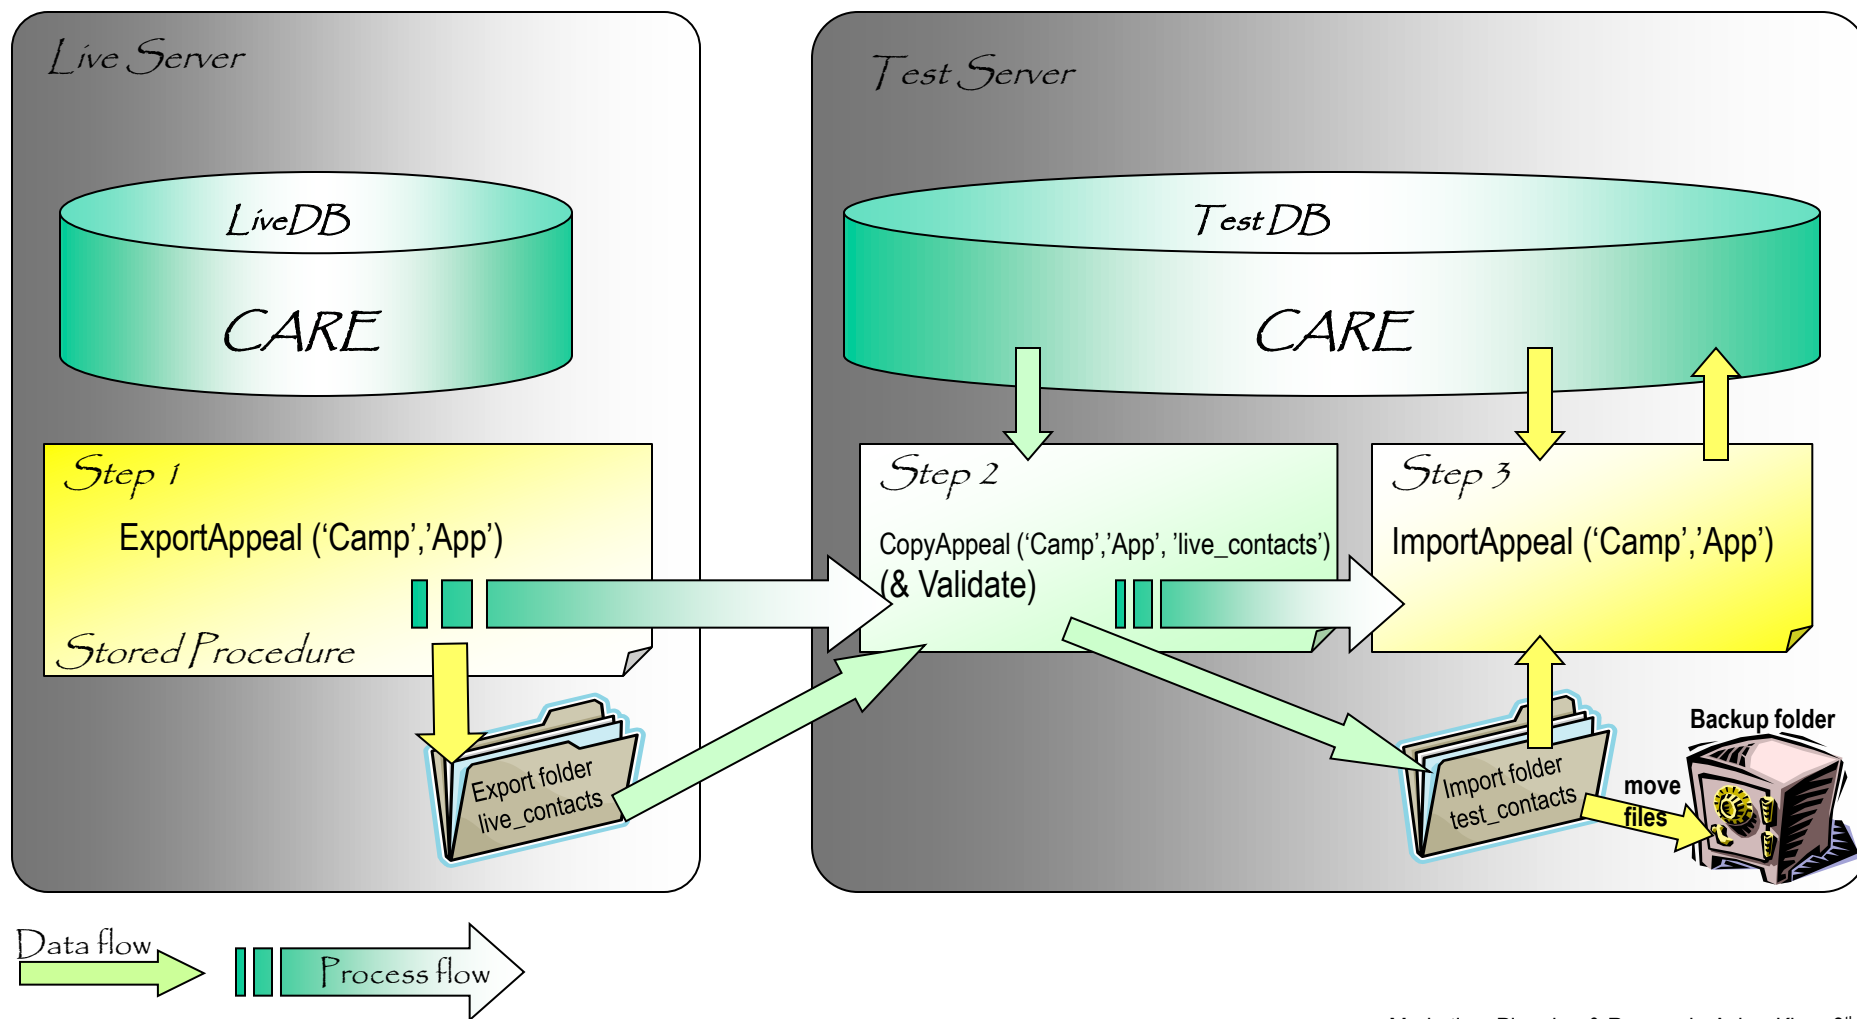 Live Server
Test Server
LiveDB
CARE
TestDB
CARE
Step 1
ExportAppeal (‘Camp’,’App’)
Stored Procedure
Step 2
CopyAppeal (‘Camp’,’App’, ’live_contacts’)
(& Validate)
Step 3
ImportAppeal (‘Camp’,’App’)
Export folder
live_contacts
Import folder
test_contacts
Backup folder
move
files
Data flow
Process flow